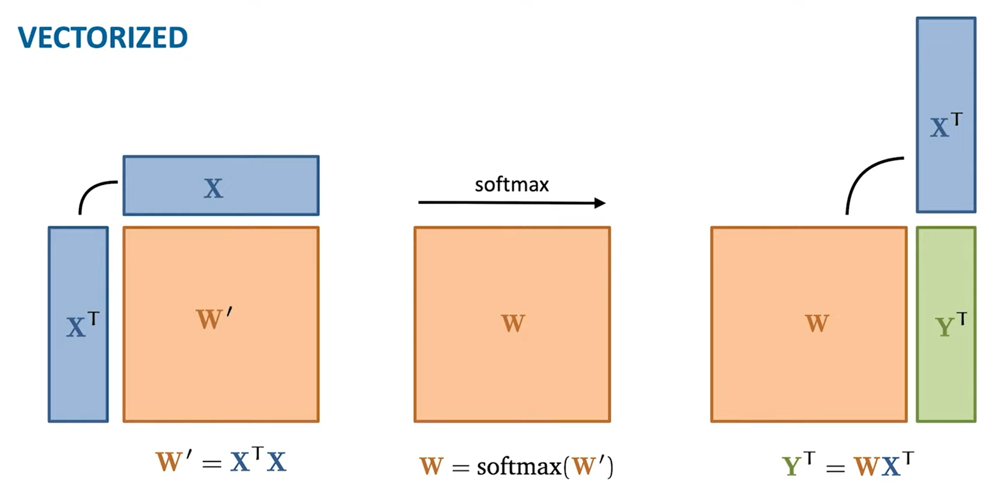 VECTORIZED
X
Xᵀ
W′
W′ = XᵀX
softmax
W
W = softmax(W′)
Xᵀ
W
Yᵀ
Yᵀ = WXᵀ